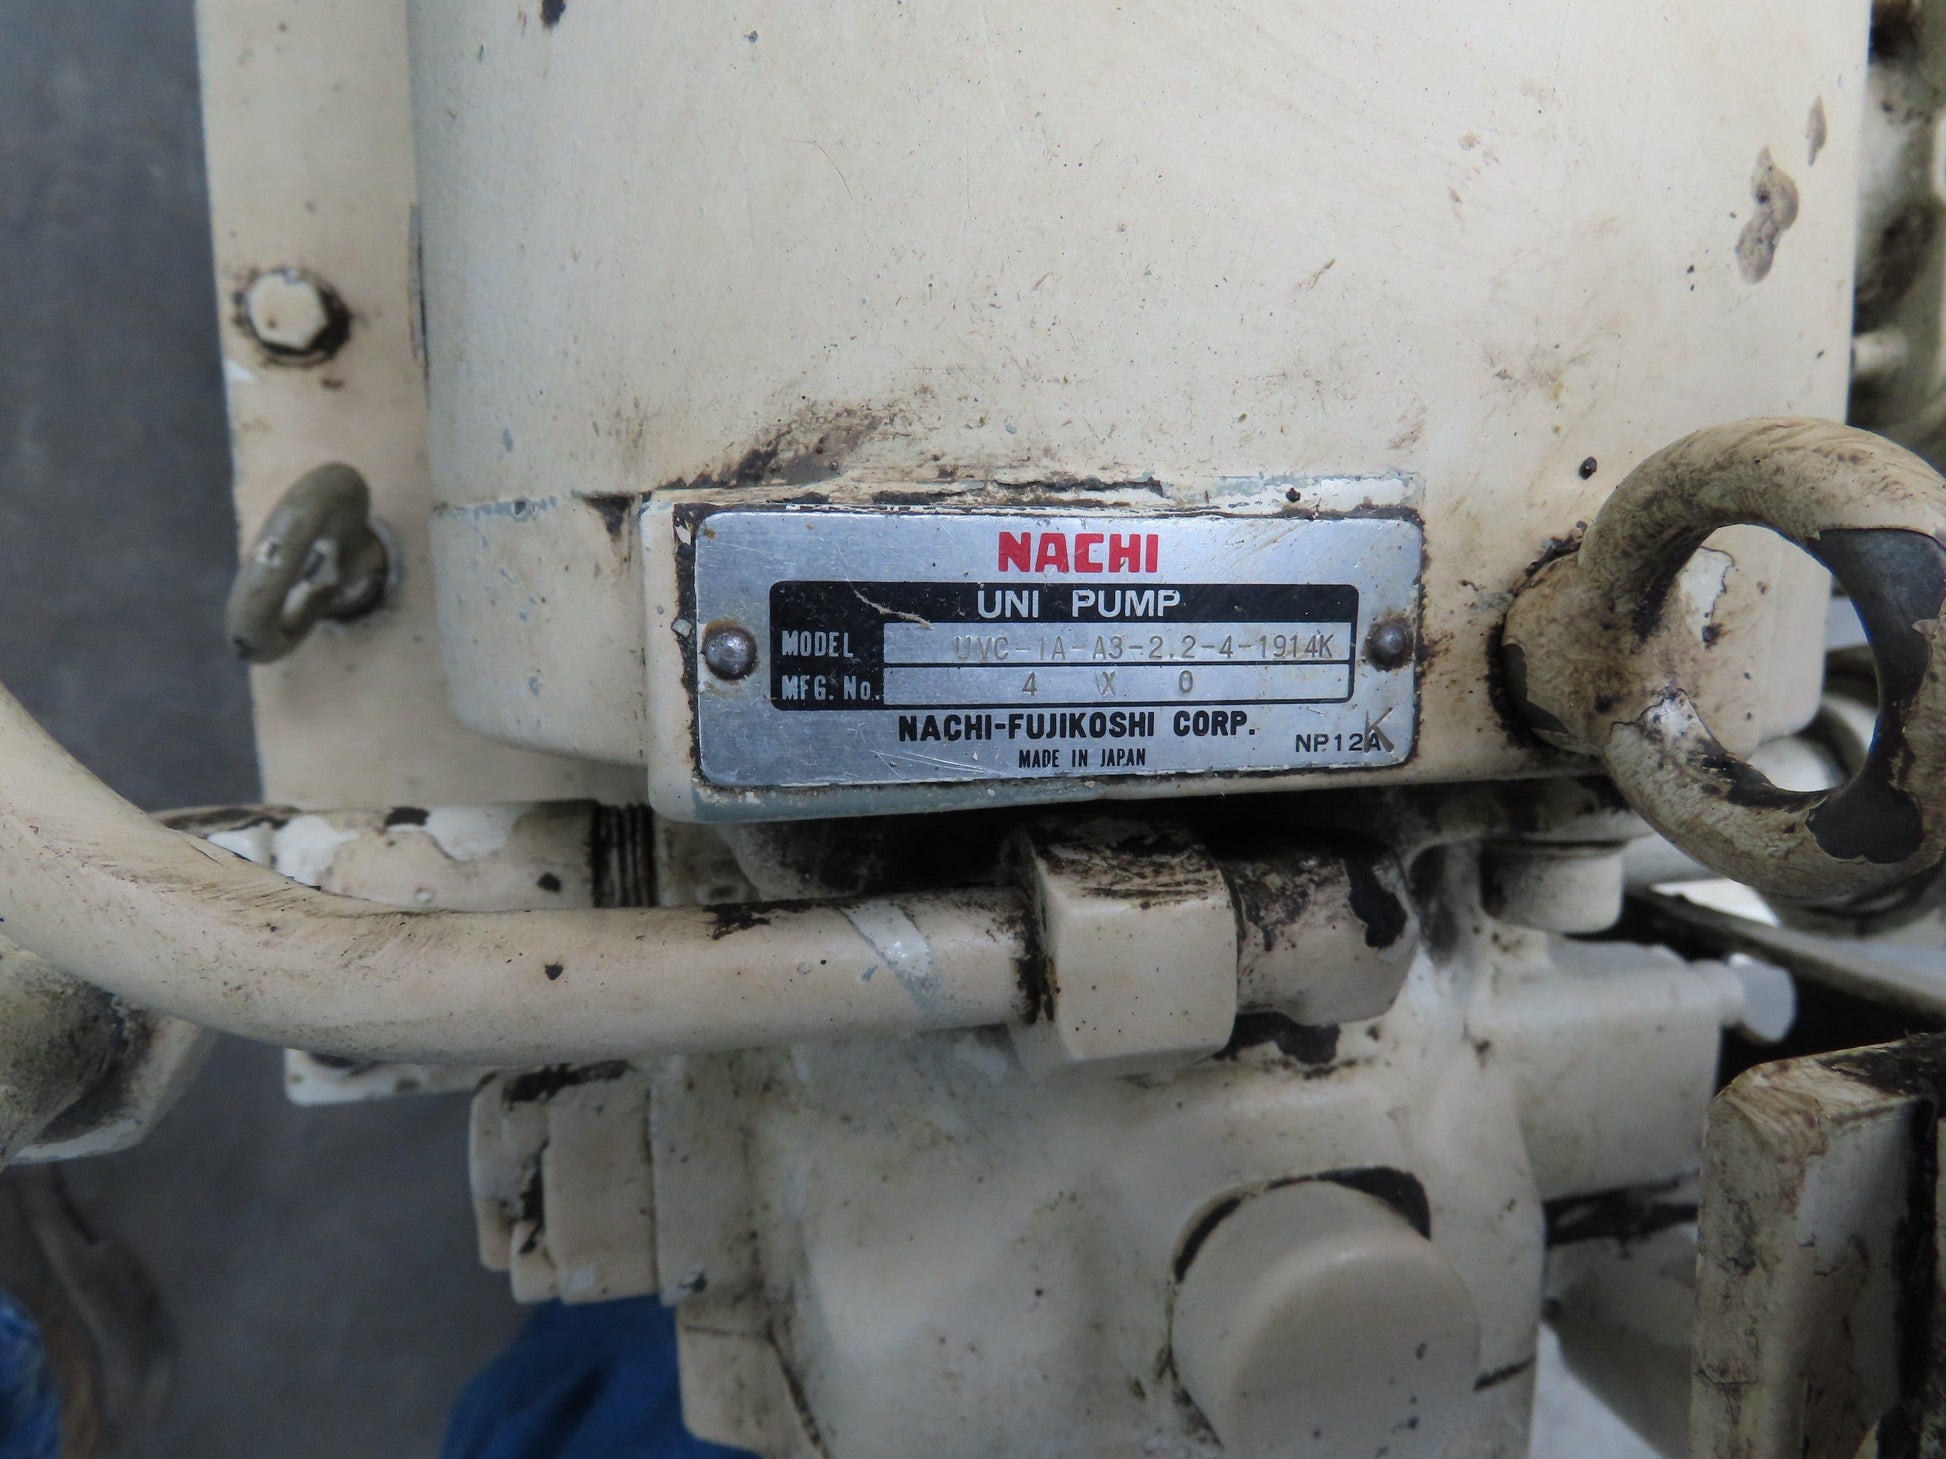 NACHI
UNI PUMP
MODEL UVC-1A-A3-2.2-4-1914K
MFG. No. 4 X 0
NACHI-FUJIKOSHI CORP.
MADE IN JAPAN
NP12A K